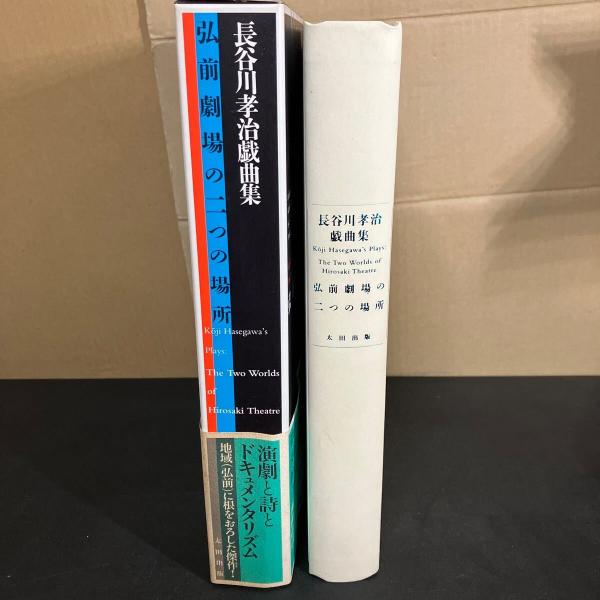 長谷川孝治戯曲集
弘前劇場の二つの場所
Kōji Hasegawa's
Plays:
The Two Worlds
of
Hirosaki Theatre
演劇と詩と
ドキュメンタリズム
地域(弘前)に根をおろした傑作!
太田出版
長谷川孝治
戯曲集
Kōji Hasegawa's Plays:
The Two Worlds of
Hirosaki Theatre
弘前劇場の
二つの場所
太田出版